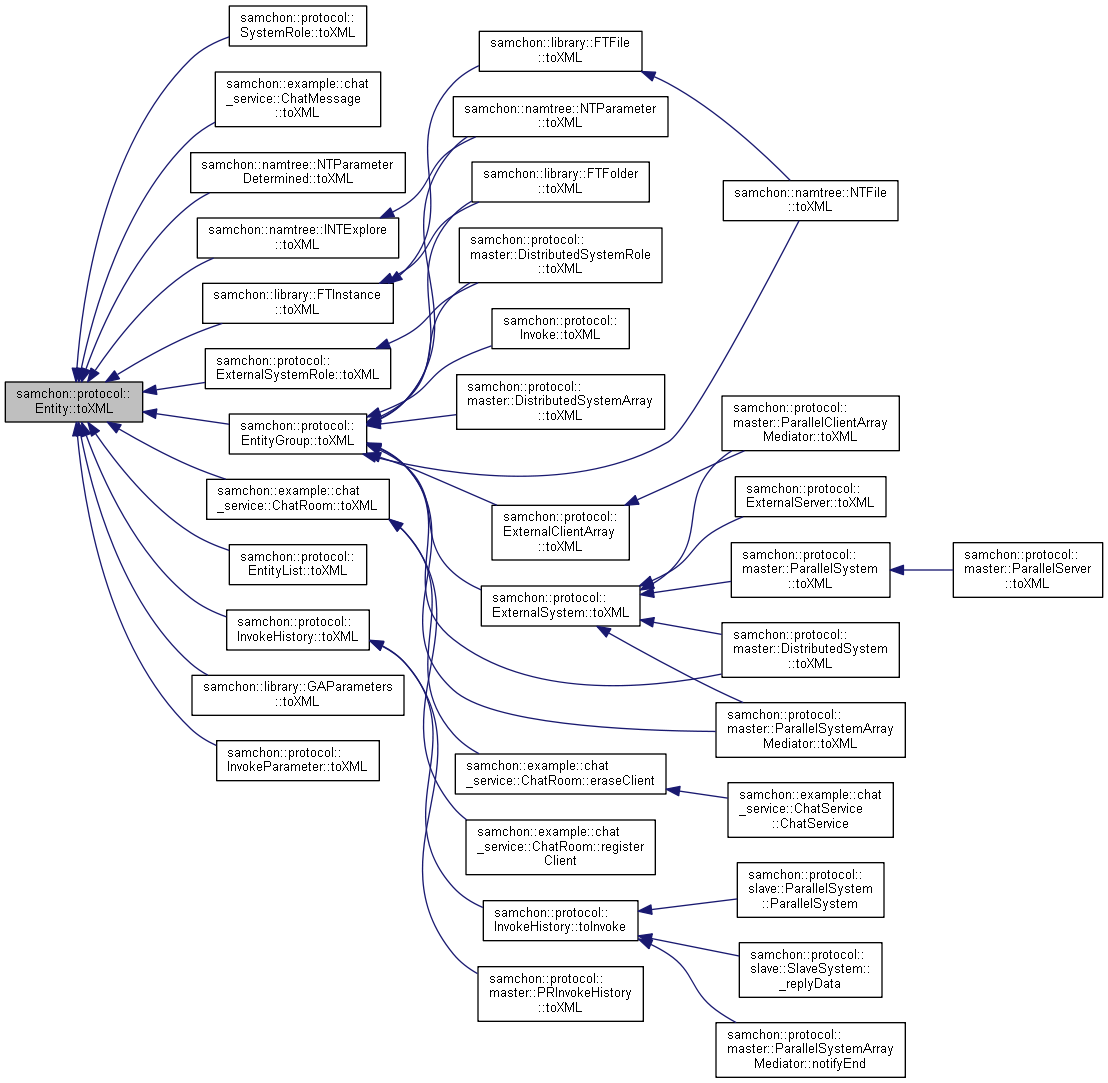 samchon::protocol::
SystemRole::toXML
samchon::example::chat
_service::ChatMessage
::toXML
samchon::namtree::NTParameter
Determined::toXML
samchon::namtree::INTExplore
::toXML
samchon::library::FTInstance
::toXML
samchon::protocol::
ExternalSystemRole::toXML
samchon::protocol::
Entity::toXML
samchon::protocol::
EntityGroup::toXML
samchon::example::chat
_service::ChatRoom::toXML
samchon::protocol::
EntityList::toXML
samchon::protocol::
InvokeHistory::toXML
samchon::library::GAParameters
::toXML
samchon::protocol::
InvokeParameter::toXML
samchon::library::FTFile
::toXML
samchon::namtree::NTParameter
::toXML
samchon::library::FTFolder
::toXML
samchon::protocol::
master::DistributedSystemRole
::toXML
samchon::protocol::
Invoke::toXML
samchon::protocol::
master::DistributedSystemArray
::toXML
samchon::protocol::
ExternalClientArray
::toXML
samchon::protocol::
ExternalSystem::toXML
samchon::example::chat
_service::ChatRoom::eraseClient
samchon::example::chat
_service::ChatRoom::register
Client
samchon::protocol::
InvokeHistory::toInvoke
samchon::protocol::
master::PRInvokeHistory
::toXML
samchon::namtree::NTFile
::toXML
samchon::protocol::
master::ParallelClientArray
Mediator::toXML
samchon::protocol::
ExternalServer::toXML
samchon::protocol::
master::ParallelSystem
::toXML
samchon::protocol::
master::DistributedSystem
::toXML
samchon::protocol::
master::ParallelSystemArray
Mediator::toXML
samchon::example::chat
_service::ChatService
::ChatService
samchon::protocol::
slave::ParallelSystem
::ParallelSystem
samchon::protocol::
slave::SlaveSystem::
_replyData
samchon::protocol::
master::ParallelSystemArray
Mediator::notifyEnd
samchon::protocol::
master::ParallelServer
::toXML